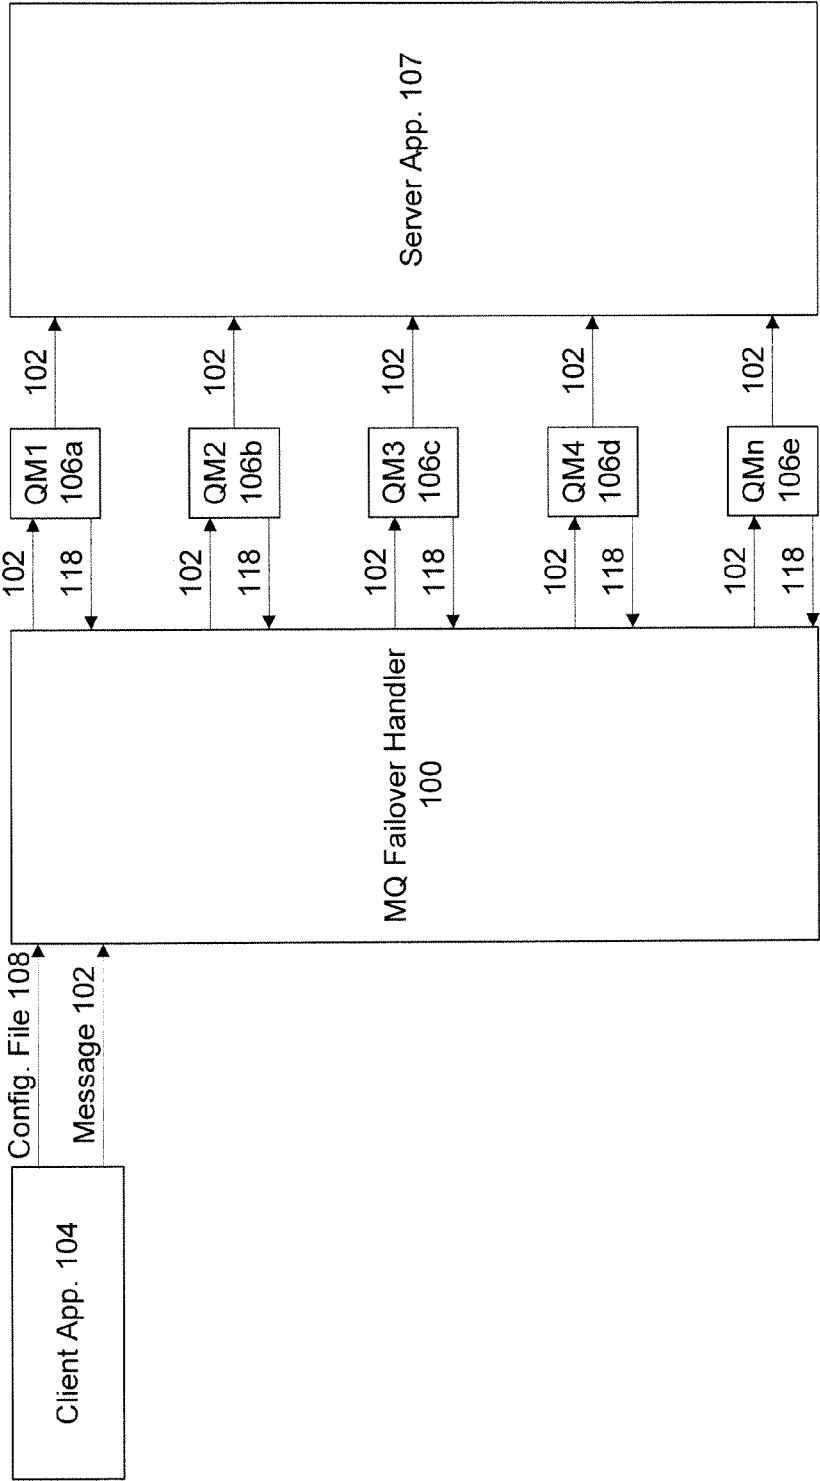 Client App. 104
Config. File 108
Message 102
MQ Failover Handler
100
102
118
QM1
106a
102
102
118
QM2
106b
102
102
118
QM3
106c
102
102
118
QM4
106d
102
102
118
QMn
106e
102
Server App. 107